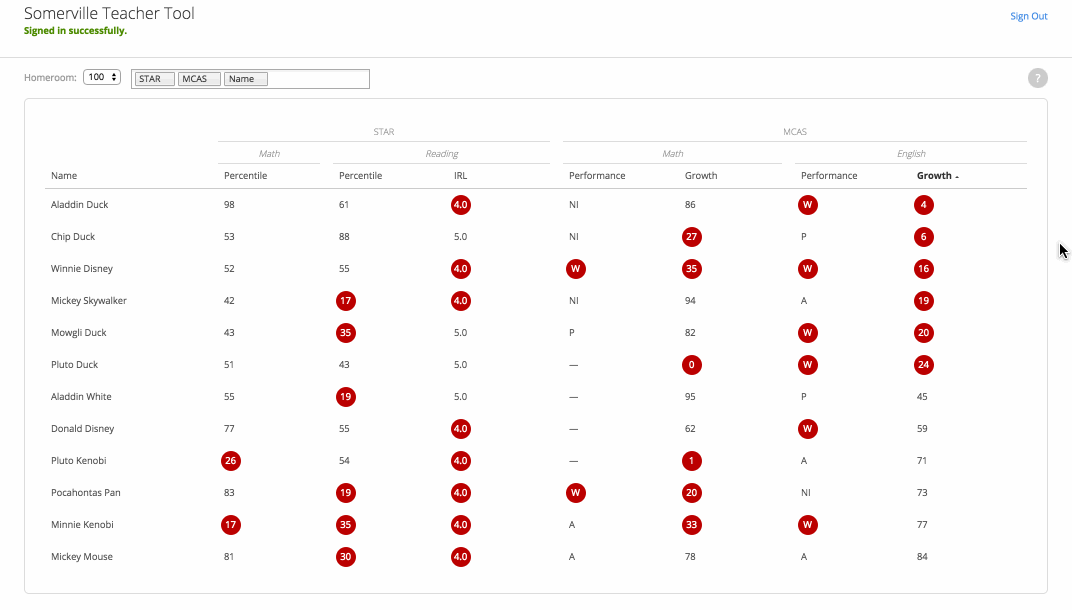 Somerville Teacher Tool
Sign Out
Signed in successfully.
Homeroom: 100 STAR MCAS Name ?
STAR MCAS
Math Reading Math English
Name Percentile Percentile IRL Performance Growth Performance Growth -
Aladdin Duck 98 61 4.0 NI 86 W 4
Chip Duck 53 88 5.0 NI 27 P 6
Winnie Disney 52 55 4.0 W 35 W 16
Mickey Skywalker 42 17 4.0 NI 94 A 19
Mowgli Duck 43 35 5.0 P 82 W 20
Pluto Duck 51 43 5.0 — 0 W 24
Aladdin White 55 19 5.0 — 95 P 45
Donald Disney 77 55 4.0 — 62 W 59
Pluto Kenobi 26 54 4.0 — 1 A 71
Pocahontas Pan 83 19 4.0 W 20 NI 73
Minnie Kenobi 17 35 4.0 A 33 W 77
Mickey Mouse 81 30 4.0 A 78 A 84